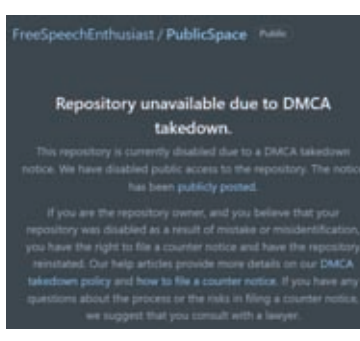 FreeSpeechEnthusiast / PublicSpace Public
Repository unavailable due to DMCA
takedown.
This repository is currently disabled due to a DMCA takedown
notice. We have disabled public access to the repository. The notice
has been publicly posted.
If you are the repository owner, and you believe that your
repository was disabled as a result of mistake or misidentification,
you have the right to file a counter notice and have the repository
reinstated. Our help articles provide more details on our DMCA
takedown policy and how to file a counter notice. If you have any
questions about the process or the risks in filing a counter notice,
we suggest that you consult with a lawyer.